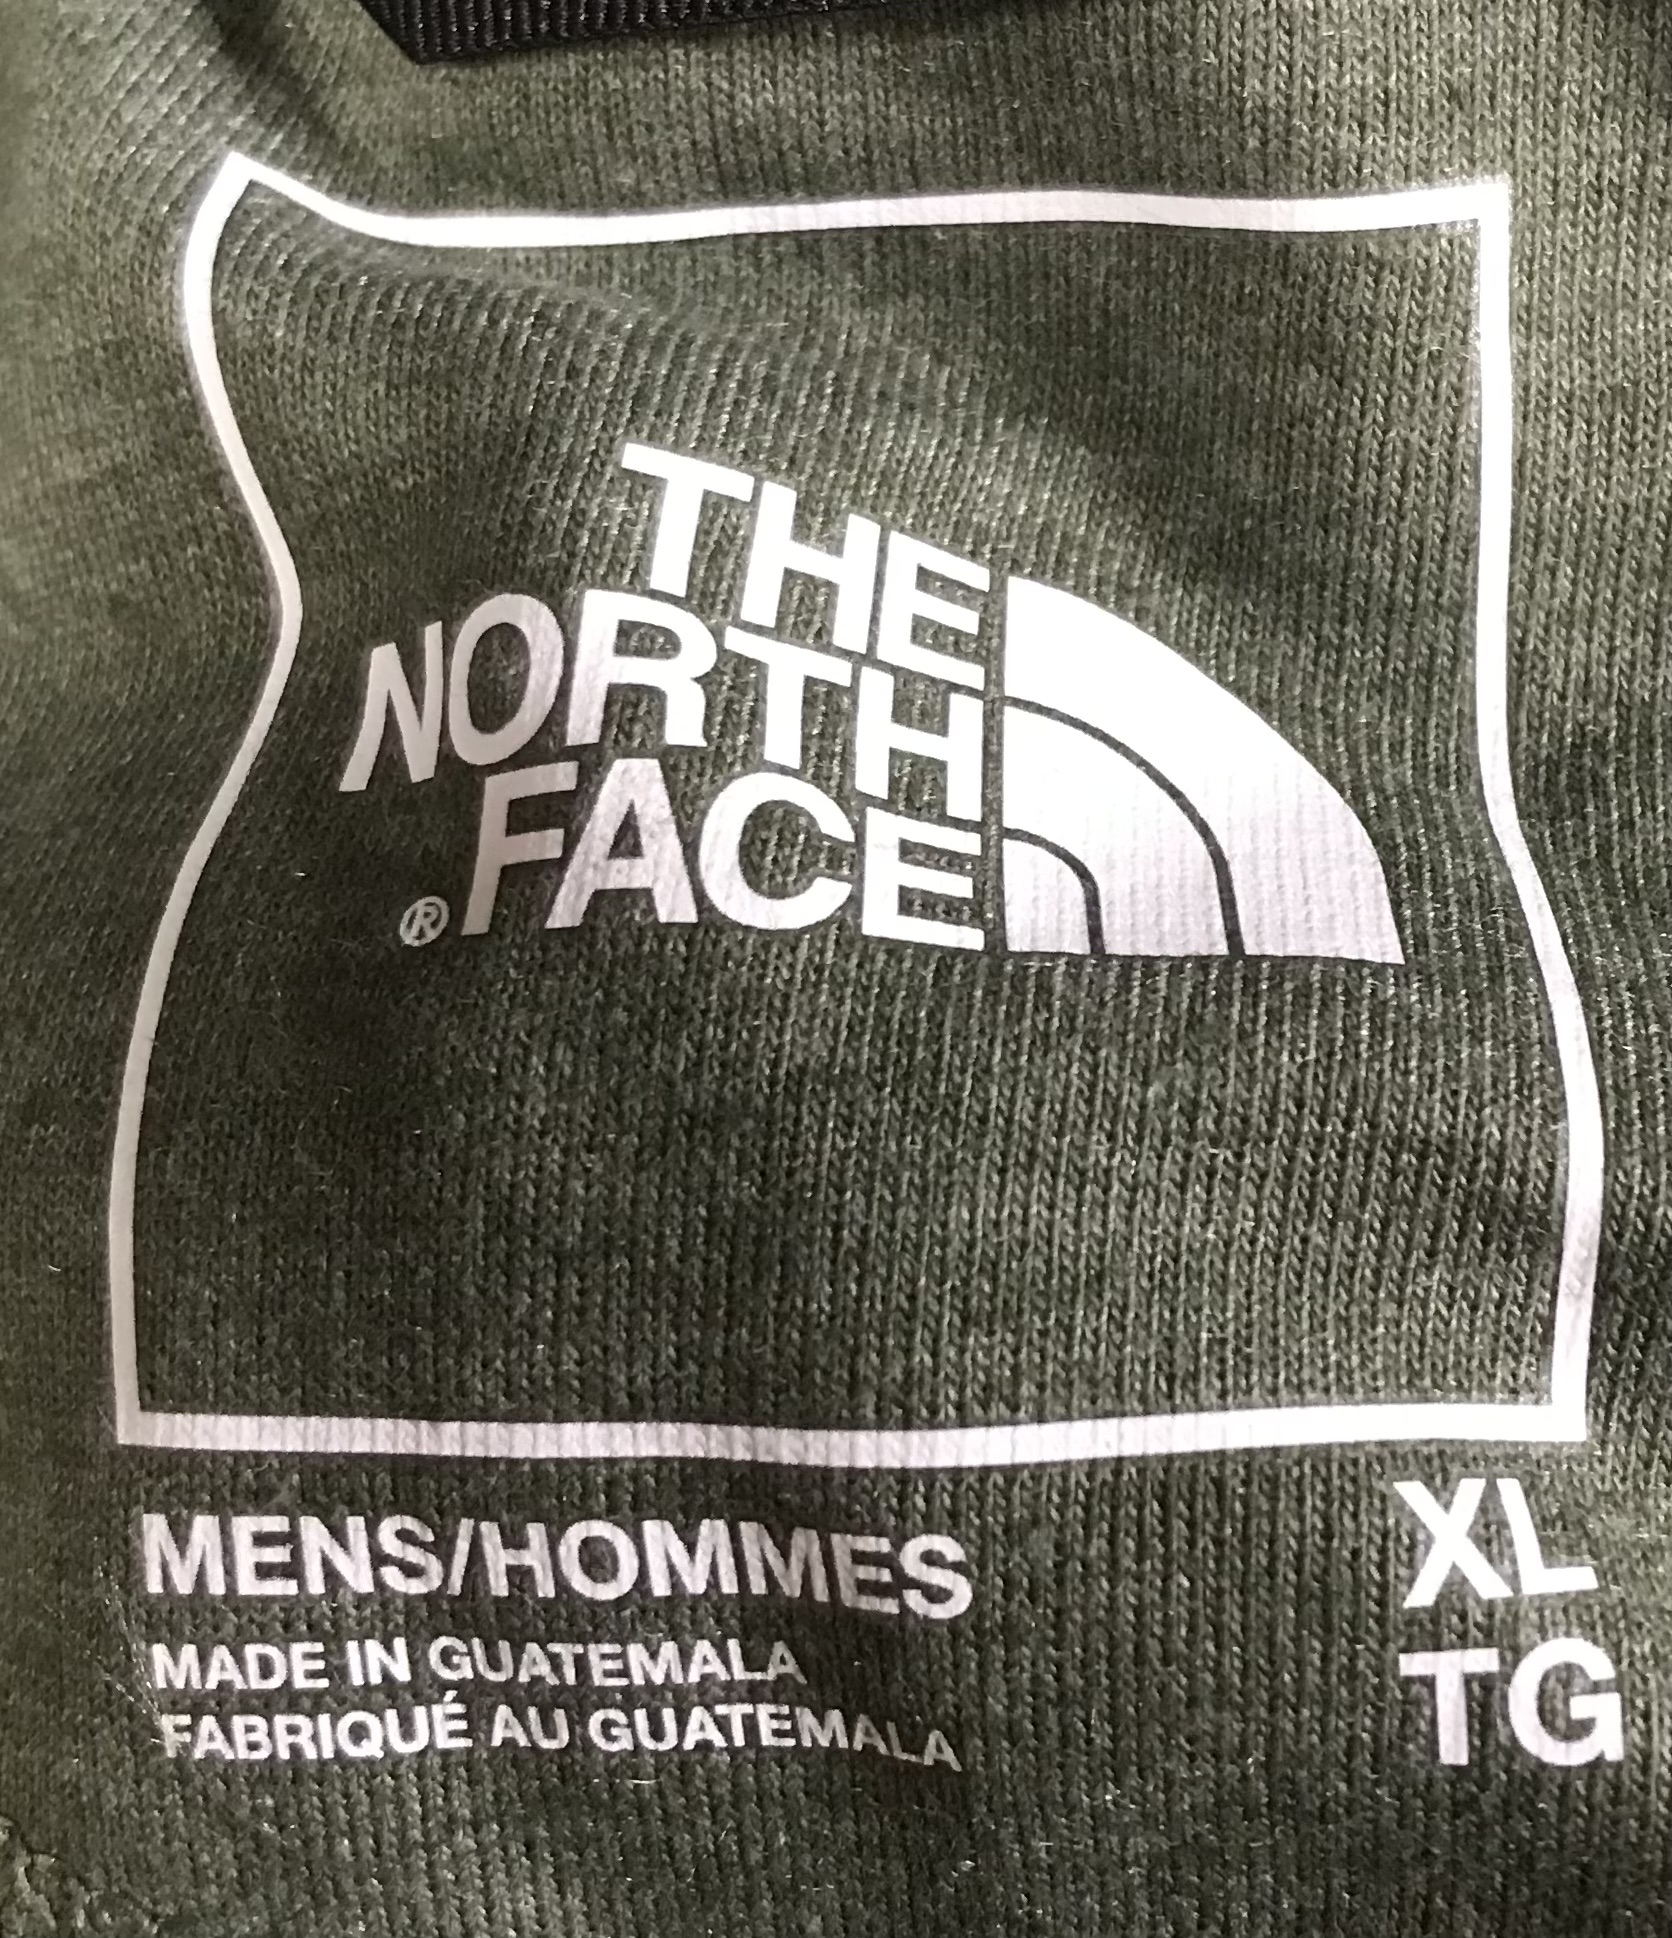 THE
NORTH
FACE
®
MENS/HOMMES
XL
MADE IN GUATEMALA
TG
FABRIQUÉ AU GUATEMALA